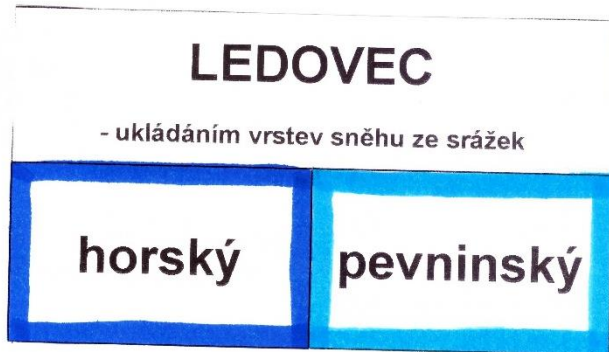 LEDOVEC
- ukládáním vrstev sněhu ze srážek
horský
pevninský